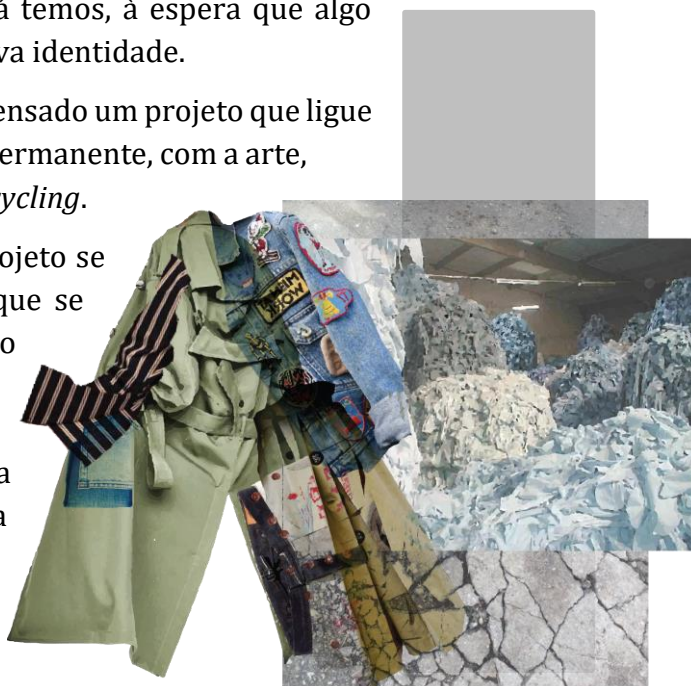 á temos, à espera que algo
va identidade.
ensado um projeto que ligue
ermanente, com a arte,
ycling.
ojeto se
que se
o
a
a